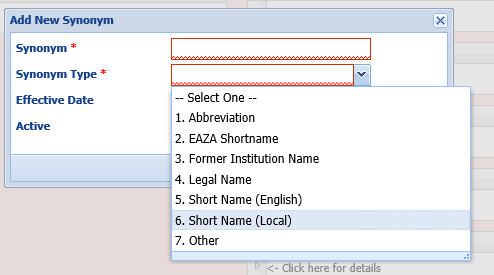 Add New Synonym
Synonym *
Synonym Type *
Effective Date
Active
-- Select One --
1. Abbreviation
2. EAZA Shortname
3. Former Institution Name
4. Legal Name
5. Short Name (English)
6. Short Name (Local)
7. Other
<- Click here for details